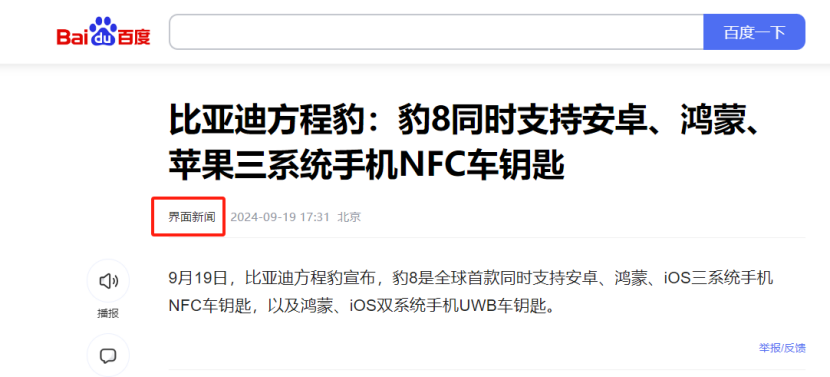 Bai du 百度
百度一下
比亚迪方程豹：豹8同时支持安卓、鸿蒙、
苹果三系统手机NFC车钥匙
界面新闻 2024-09-19 17:31 北京
9月19日，比亚迪方程豹宣布，豹8是全球首款同时支持安卓、鸿蒙、iOS三系统手机
NFC车钥匙，以及鸿蒙、iOS双系统手机UWB车钥匙。
播报
举报/反馈